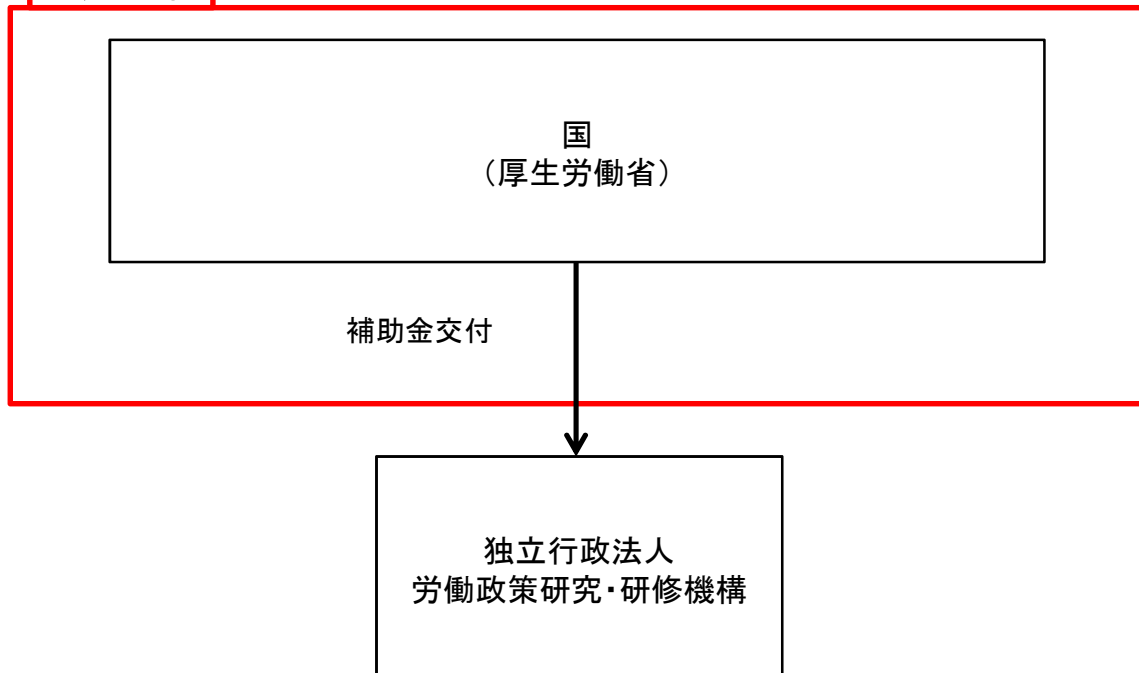 国
（厚生労働省）
補助金交付
独立行政法人
労働政策研究・研修機構